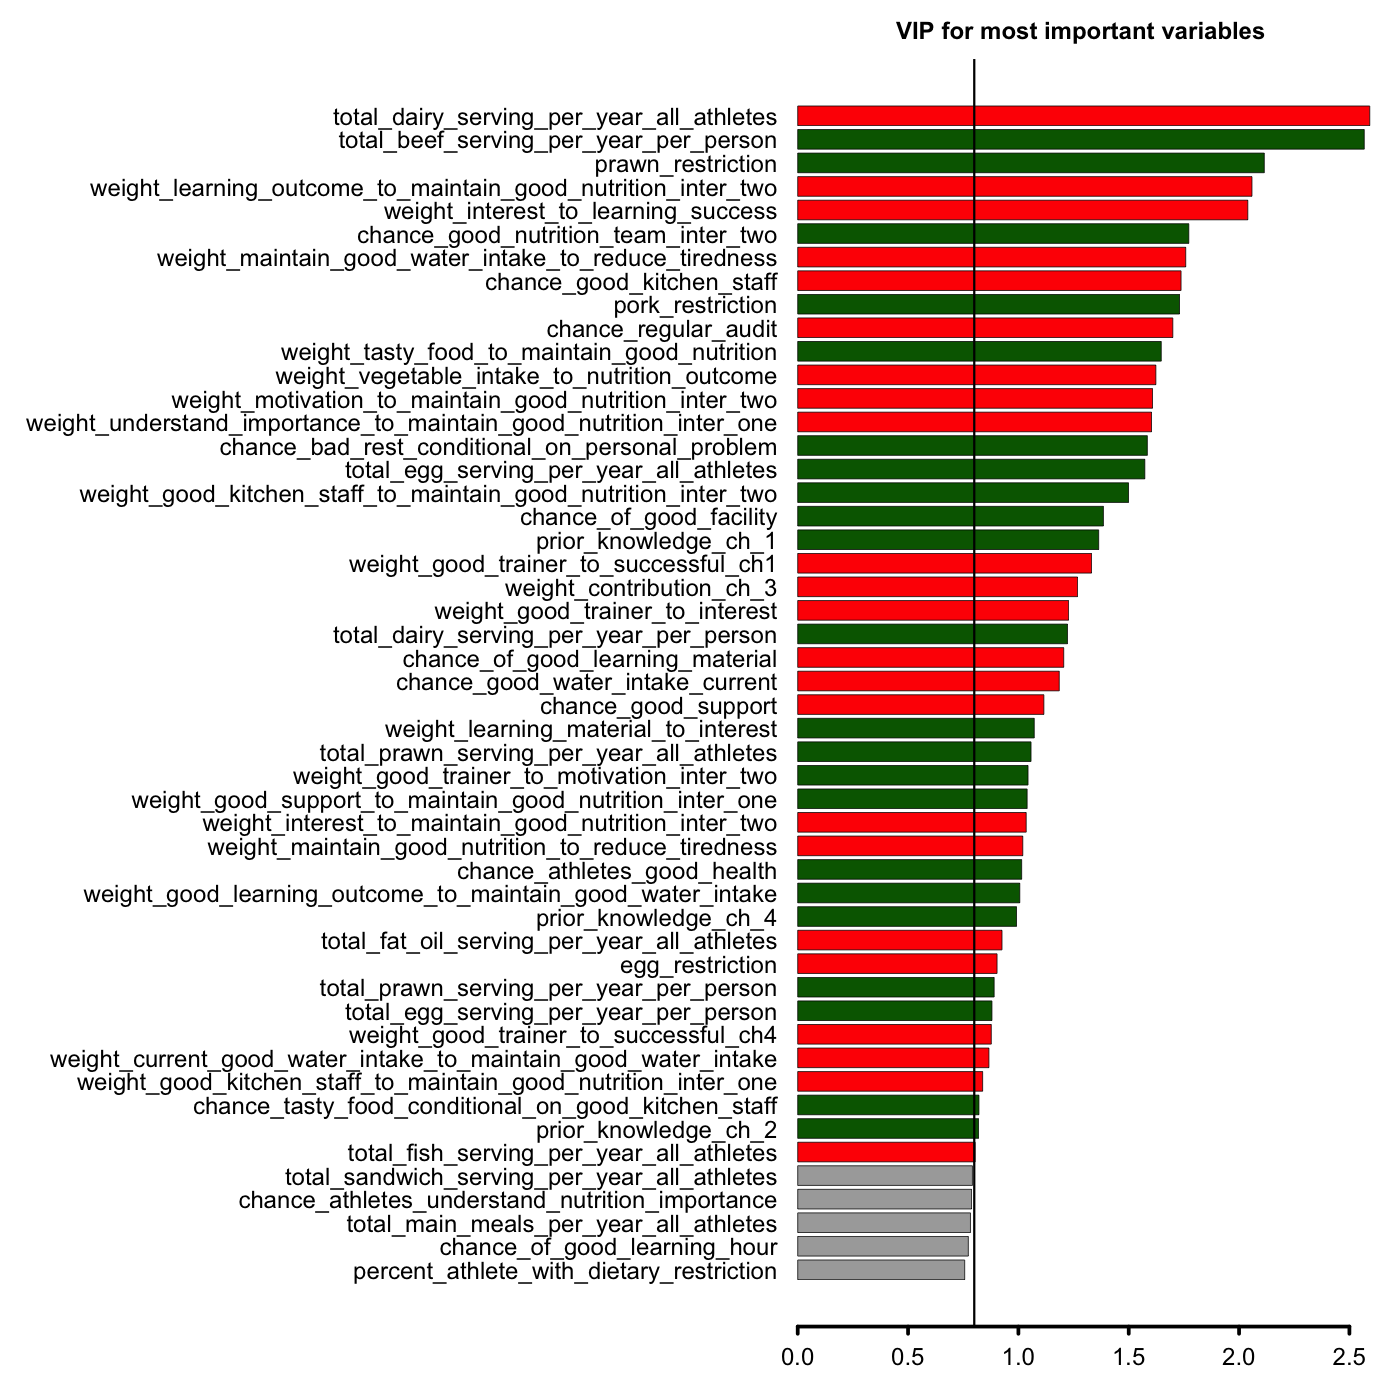 VIP for most important variables
total_dairy_serving_per_year_all_athletes
total_beef_serving_per_year_per_person
prawn_restriction
weight_learning_outcome_to_maintain_good_nutrition_inter_two
weight_interest_to_learning_success
chance_good_nutrition_team_inter_two
weight_maintain_good_water_intake_to_reduce_tiredness
chance_good_kitchen_staff
pork_restriction
chance_regular_audit
weight_tasty_food_to_maintain_good_nutrition
weight_vegetable_intake_to_nutrition_outcome
weight_motivation_to_maintain_good_nutrition_inter_two
weight_understand_importance_to_maintain_good_nutrition_inter_one
chance_bad_rest_conditional_on_personal_problem
total_egg_serving_per_year_all_athletes
weight_good_kitchen_staff_to_maintain_good_nutrition_inter_two
chance_of_good_facility
prior_knowledge_ch_1
weight_good_trainer_to_successful_ch1
weight_contribution_ch_3
weight_good_trainer_to_interest
total_dairy_serving_per_year_per_person
chance_of_good_learning_material
chance_good_water_intake_current
chance_good_support
weight_learning_material_to_interest
total_prawn_serving_per_year_all_athletes
weight_good_trainer_to_motivation_inter_two
weight_good_support_to_maintain_good_nutrition_inter_one
weight_interest_to_maintain_good_nutrition_inter_two
weight_maintain_good_nutrition_to_reduce_tiredness
chance_athletes_good_health
weight_good_learning_outcome_to_maintain_good_water_intake
prior_knowledge_ch_4
total_fat_oil_serving_per_year_all_athletes
egg_restriction
total_prawn_serving_per_year_per_person
total_egg_serving_per_year_per_person
weight_good_trainer_to_successful_ch4
weight_current_good_water_intake_to_maintain_good_water_intake
weight_good_kitchen_staff_to_maintain_good_nutrition_inter_one
chance_tasty_food_conditional_on_good_kitchen_staff
prior_knowledge_ch_2
total_fish_serving_per_year_all_athletes
total_sandwich_serving_per_year_all_athletes
chance_athletes_understand_nutrition_importance
total_main_meals_per_year_all_athletes
chance_of_good_learning_hour
percent_athlete_with_dietary_restriction
0.0 0.5 1.0 1.5 2.0 2.5